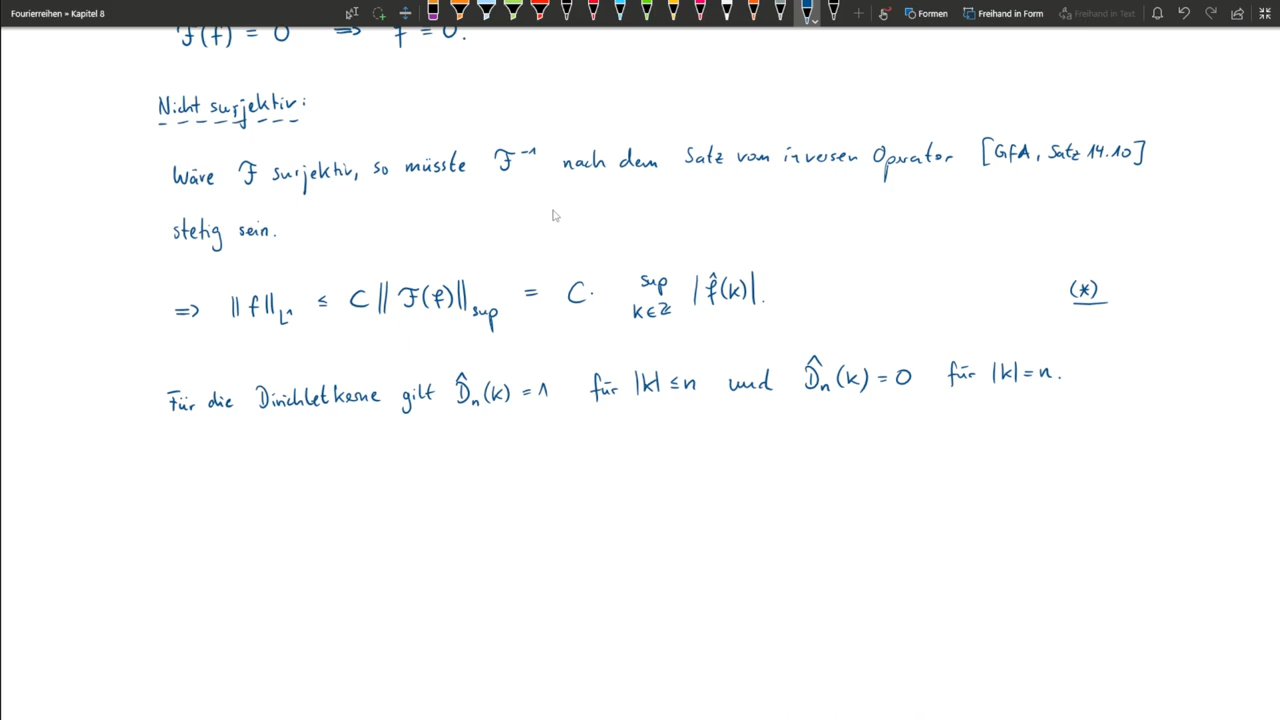 Fourierreihen » Kapitel 8
Formen
Freihand in Form
Freihand in Text
F(f) = 0 => f = 0.
Nicht surjektiv:
Wäre F surjektiv, so müsste F⁻¹ nach dem Satz vom inversen Operator [GfA, Satz 14.10]
stetig sein.
=> ‖f‖_{L¹} ≤ C ‖F(f)‖_{sup} = C · sup_{k∈ℤ} |f̂(k)|. (*)
Für die Dirichletkerne gilt D̂_n(k) = 1 für |k| ≤ n und D̂_n(k) = 0 für |k| = n.